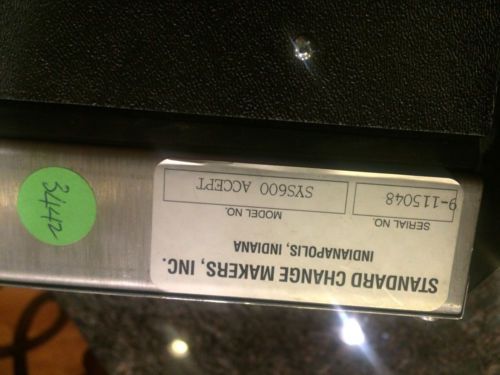 STANDARD CHANGE MAKERS, INC.
INDIANAPOLIS, INDIANA
SERIAL NO. MODEL NO.
9-115048 SYS600 ACCEPT
3442